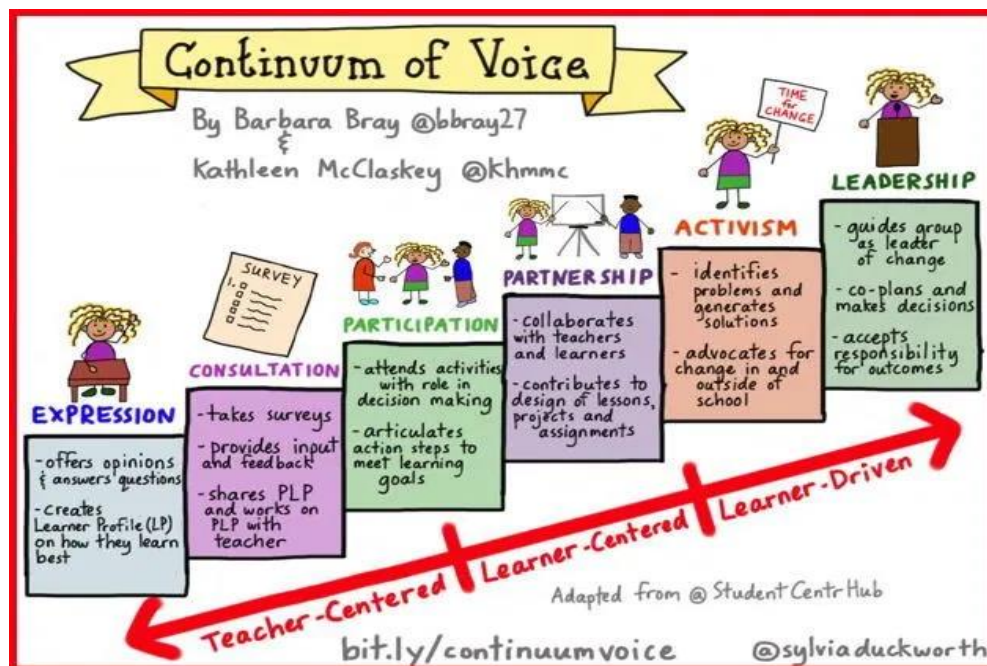 Continuum of Voice
By Barbara Bray @bbray27
&
Kathleen McClaskey @khmmc
EXPRESSION
- offers opinions
& answers questions
- creates
Learner Profile (LP)
on how they learn
best
SURVEY
1.
CONSULTATION
- takes surveys
- provides input
and feedback
- shares PLP
and works on
PLP with
teacher
PARTICIPATION
- attends activities
with role in
decision making
- articulates
action steps to
meet learning
goals
PARTNERSHIP
- collaborates
with teachers
and learners
- contributes to
design of lessons,
projects and
assignments
TIME
for
CHANGE
ACTIVISM
- identifies
problems and
generates
solutions
- advocates for
change in and
outside of
school
LEADERSHIP
- guides group
as leader
of change
- co-plans and
makes decisions
- accepts
responsibility
for outcomes
Teacher-Centered
Learner-Centered
Learner-Driven
Adapted from @StudentCentrHub
bit.ly/continuumvoice
@sylviaduckworth